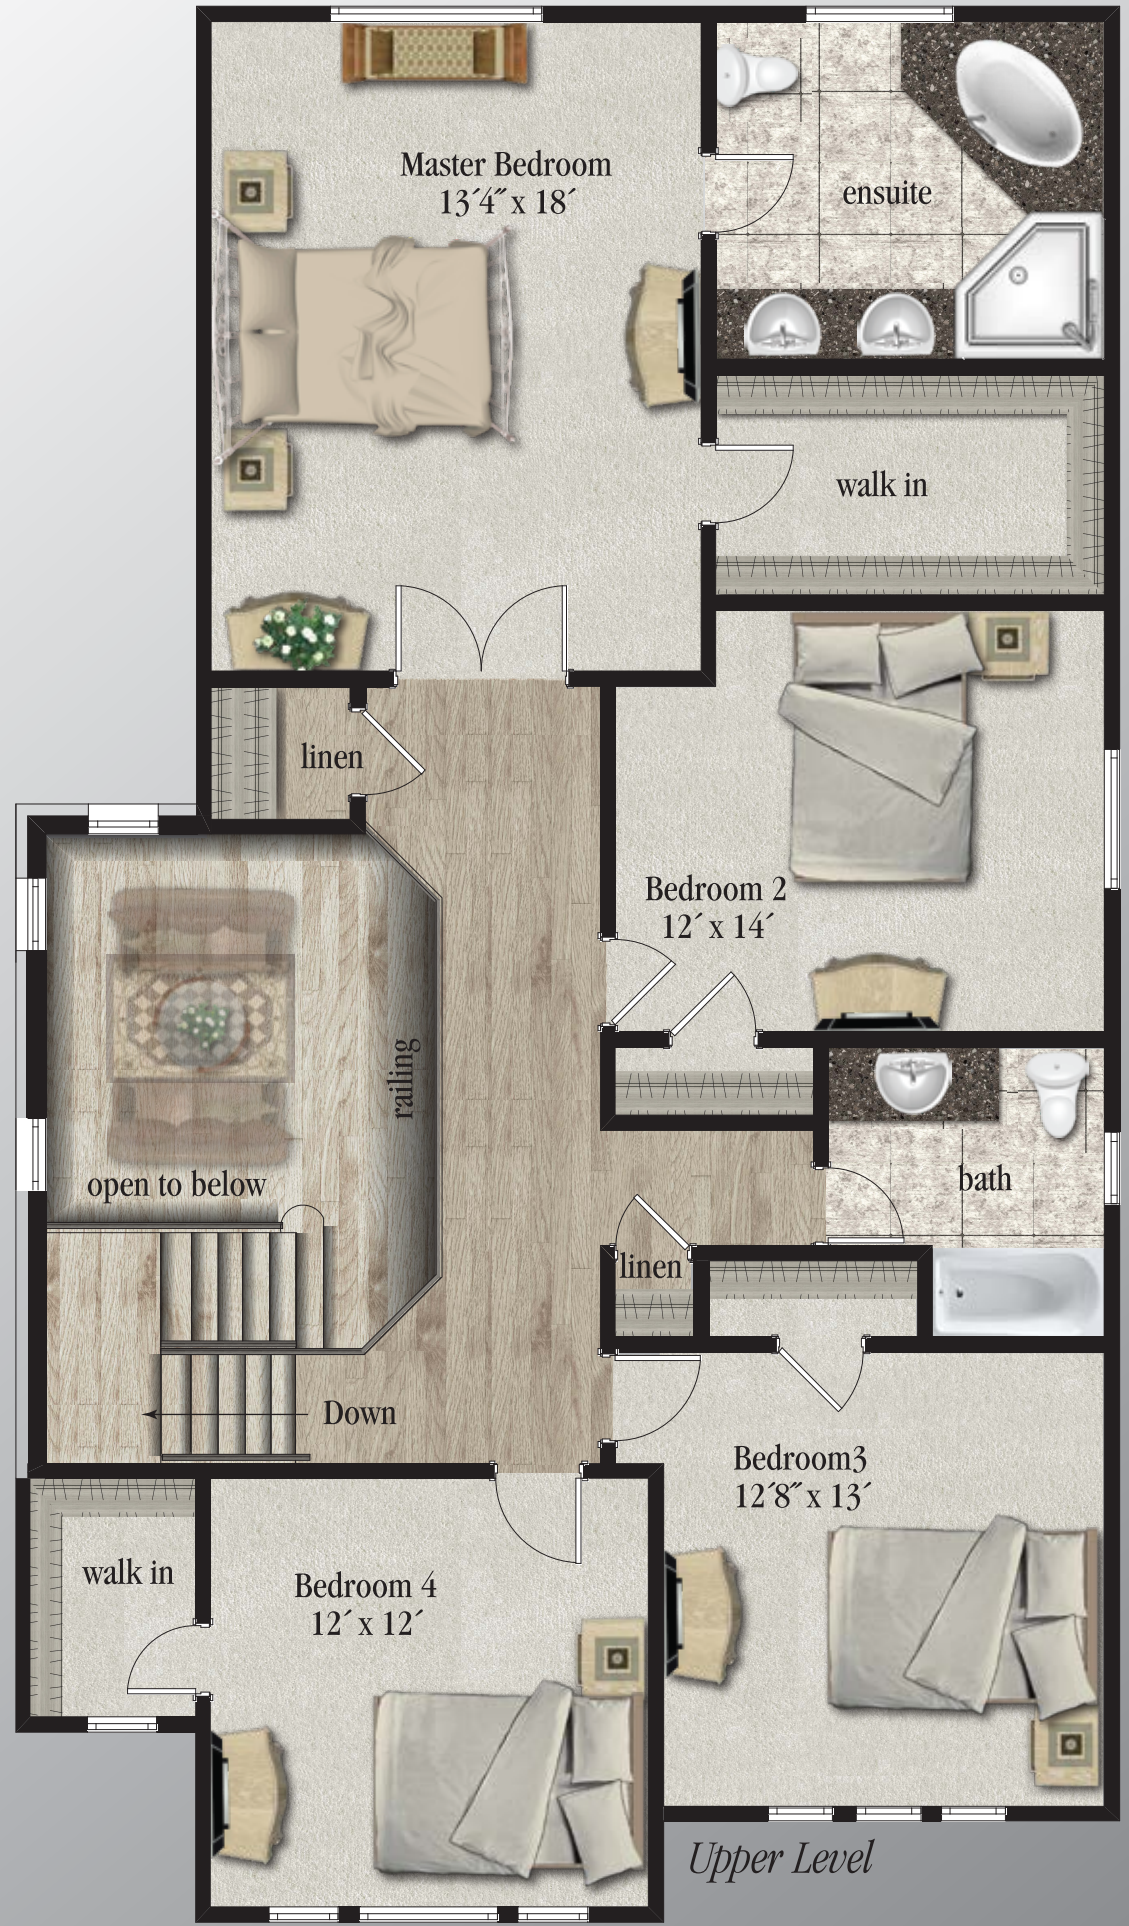 Master Bedroom
13´4˝ x 18´
ensuite
walk in
linen
Bedroom 2
12´ x 14´
railing
open to below
bath
linen
Down
Bedroom3
12´8˝ x 13´
walk in
Bedroom 4
12´ x 12´
Upper Level